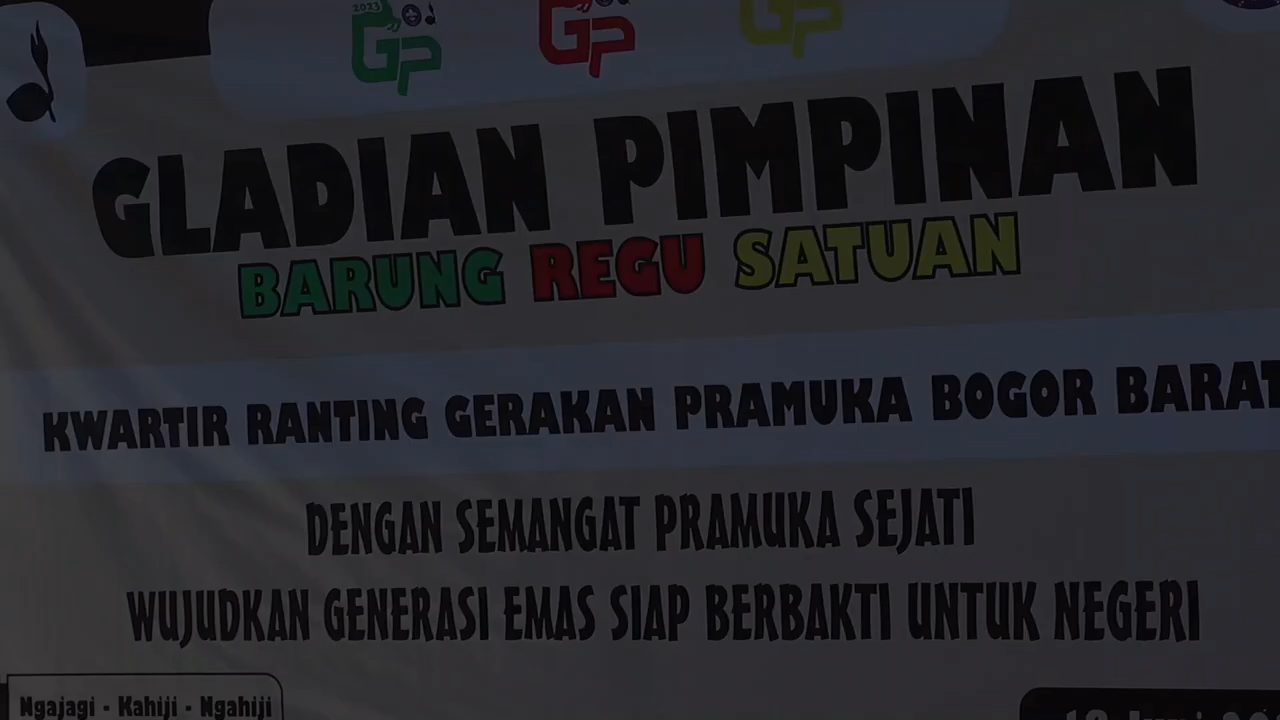 2023
GP GP GP
GLADIAN PIMPINAN
BARUNG REGU SATUAN
KWARTIR RANTING GERAKAN PRAMUKA BOGOR BARAT
DENGAN SEMANGAT PRAMUKA SEJATI
WUJUDKAN GENERASI EMAS SIAP BERBAKTI UNTUK NEGERI
Ngajagi - Kahiji - Ngahiji